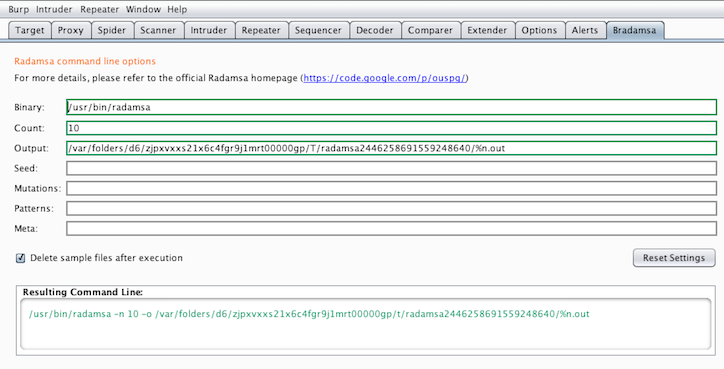 Burp Intruder Repeater Window Help
Target Proxy Spider Scanner Intruder Repeater Sequencer Decoder Comparer Extender Options Alerts Bradamsa
Radamsa command line options
For more details, please refer to the official Radamsa homepage (https://code.google.com/p/ouspg/)
Binary: /usr/bin/radamsa
Count: 10
Output: /var/folders/d6/zjpxvxxs21x6c4fgr9j1mrt00000gp/T/radamsa2446258691559248640/%n.out
Seed:
Mutations:
Patterns:
Meta:
Delete sample files after execution Reset Settings
Resulting Command Line:
/usr/bin/radamsa -n 10 -o /var/folders/d6/zjpxvxxs21x6c4fgr9j1mrt00000gp/t/radamsa2446258691559248640/%n.out